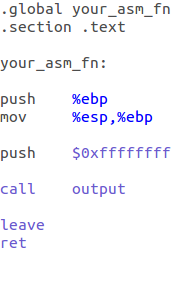 .global your_asm_fn
.section .text
your_asm_fn:
push %ebp
mov %esp,%ebp
push $0xffffffff
call output
leave
ret